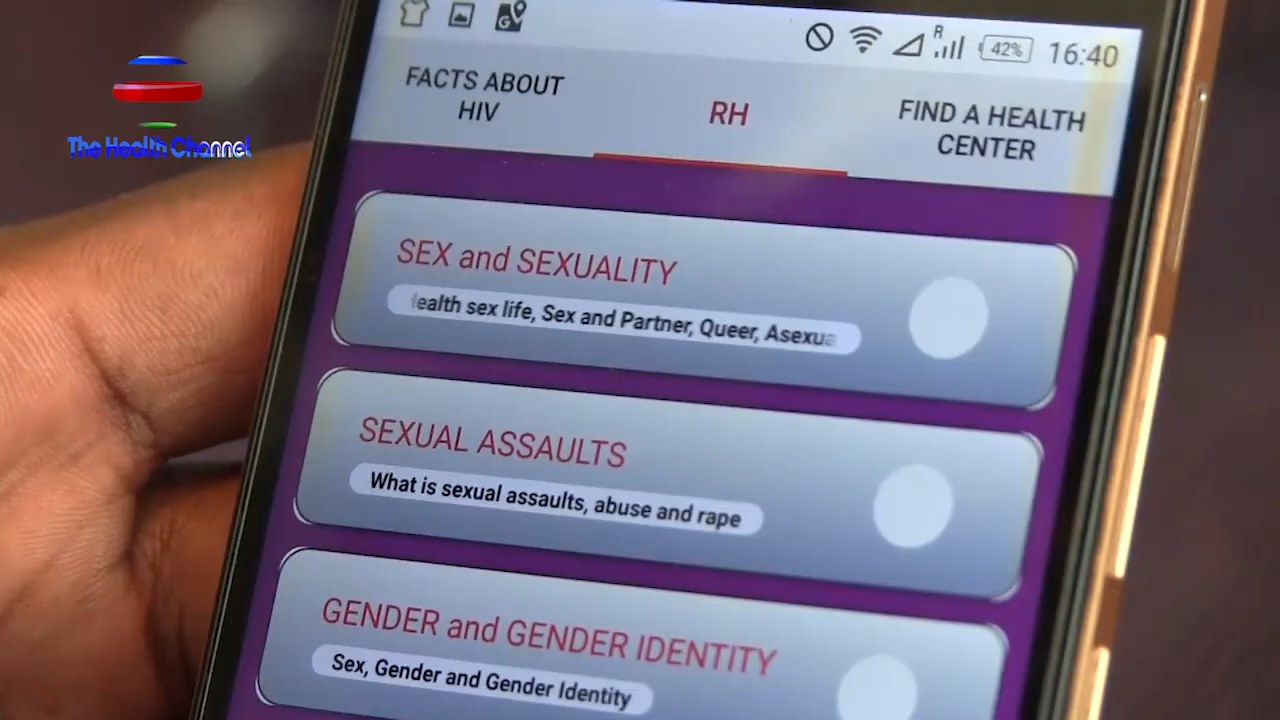 The Health Channel
R
42%
16:40
FACTS ABOUT
HIV
RH
FIND A HEALTH
CENTER
SEX and SEXUALITY
ealth sex life, Sex and Partner, Queer, Asexua
SEXUAL ASSAULTS
What is sexual assaults, abuse and rape
GENDER and GENDER IDENTITY
Sex, Gender and Gender Identity